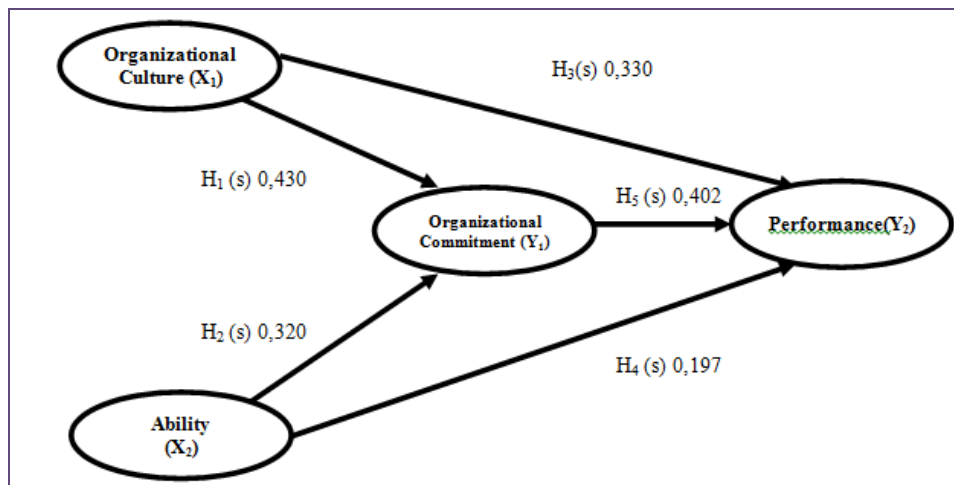 Organizational
Culture (X₁)
H₃(s) 0,330
H₁ (s) 0,430
H₅ (s) 0,402
Organizational
Commitment (Y₁)
Performance(Y₂)
H₂ (s) 0,320
H₄ (s) 0,197
Ability
(X₂)